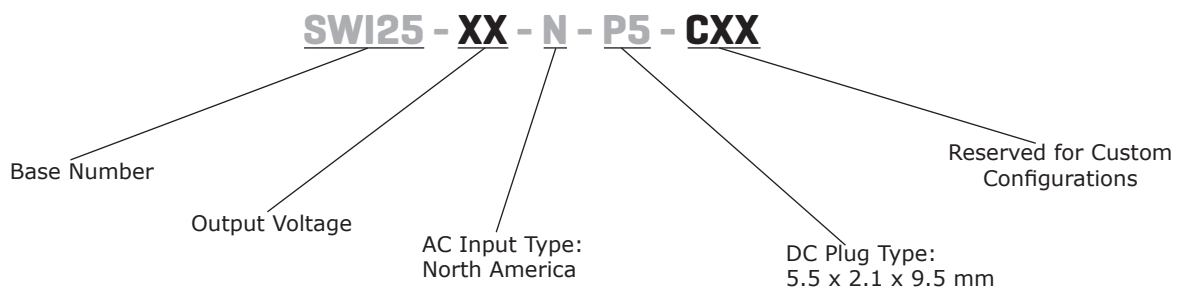 SWI25 - XX - N - P5 - CXX
Base Number
Output Voltage
AC Input Type:
North America
DC Plug Type:
5.5 x 2.1 x 9.5 mm
Reserved for Custom
Configurations